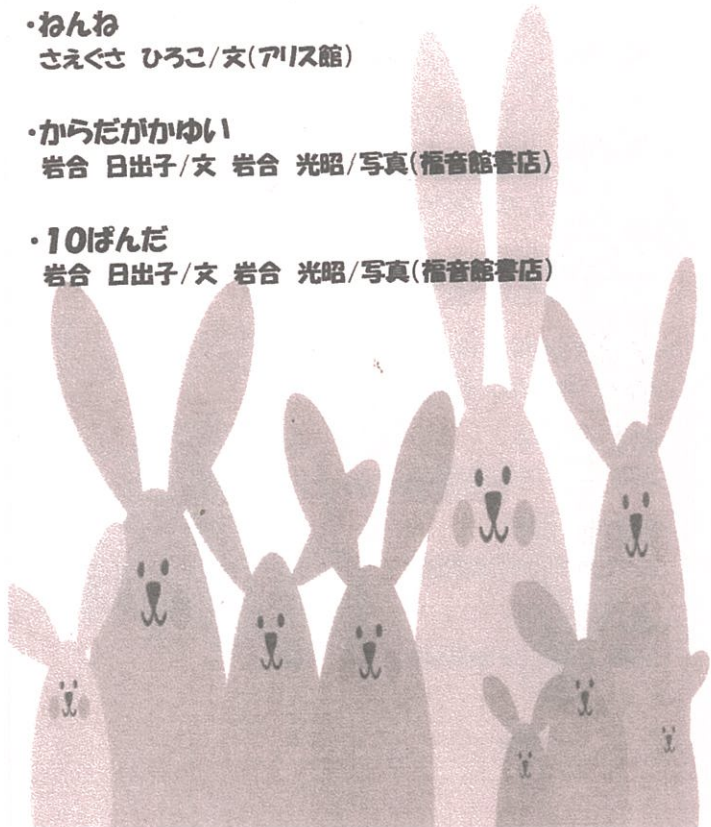 ・ねんね
さえぐさ ひろこ/文(アリス館)
・からだがかゆい
岩合 日出子/文 岩合 光昭/写真(福音館書店)
・10ぱんだ
岩合 日出子/文 岩合 光昭/写真(福音館書店)